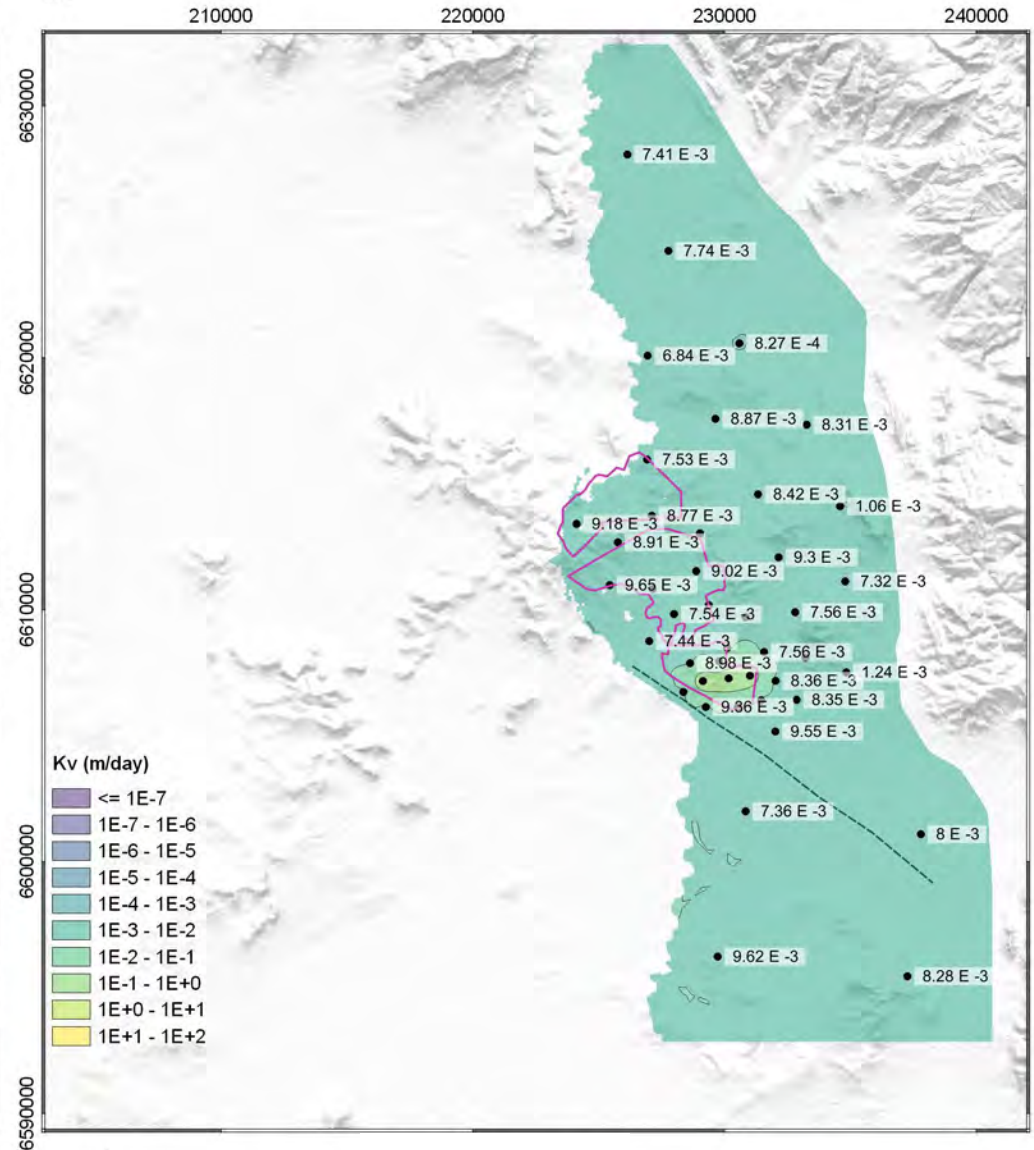 210000
220000
230000
240000
6630000
6620000
6610000
6600000
6590000
7.41 E -3
7.74 E -3
8.27 E -4
6.84 E -3
8.87 E -3
8.31 E -3
7.53 E -3
8.42 E -3
1.06 E -3
8.77 E -3
9.18 E -3
8.91 E -3
9.3 E -3
9.02 E -3
7.32 E -3
9.65 E -3
7.54 E -3
7.56 E -3
7.44 E -3
7.56 E -3
8.98 E -3
1.24 E -3
8.36 E -3
8.35 E -3
9.36 E -3
9.55 E -3
7.36 E -3
8 E -3
9.62 E -3
8.28 E -3
Kv (m/day)
<= 1E-7
1E-7 - 1E-6
1E-6 - 1E-5
1E-5 - 1E-4
1E-4 - 1E-3
1E-3 - 1E-2
1E-2 - 1E-1
1E-1 - 1E+0
1E+0 - 1E+1
1E+1 - 1E+2